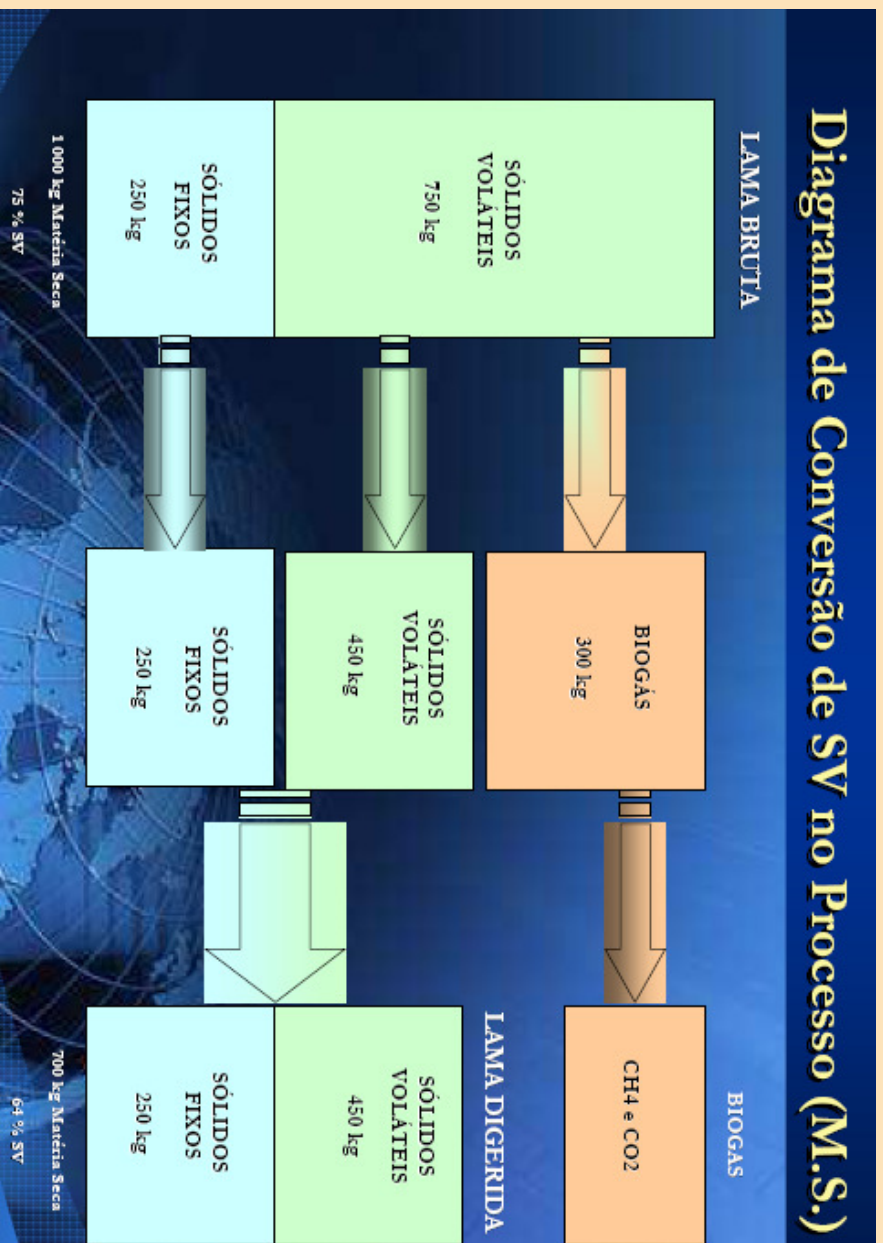 Diagrama de Conversão de SV no Processo (M.S.)
LAMA BRUTA
SÓLIDOS
VOLÁTEIS
750 kg
SÓLIDOS
FIXOS
250 kg
1 000 kg Matéria Seca
75 % SV
BIOGÁS
300 kg
SÓLIDOS
VOLÁTEIS
450 kg
SÓLIDOS
FIXOS
250 kg
BIOGAS
CH4 e CO2
LAMA DIGERIDA
SÓLIDOS
VOLÁTEIS
450 kg
SÓLIDOS
FIXOS
250 kg
700 kg Matéria Seca
64 % SV